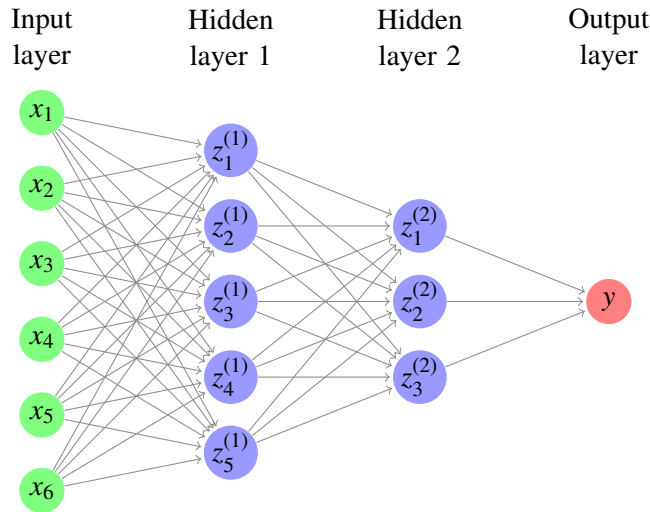 Input layer
Hidden layer 1
Hidden layer 2
Output layer
x₁
x₂
x₃
x₄
x₅
x₆
z₁⁽¹⁾
z₂⁽¹⁾
z₃⁽¹⁾
z₄⁽¹⁾
z₅⁽¹⁾
z₁⁽²⁾
z₂⁽²⁾
z₃⁽²⁾
y